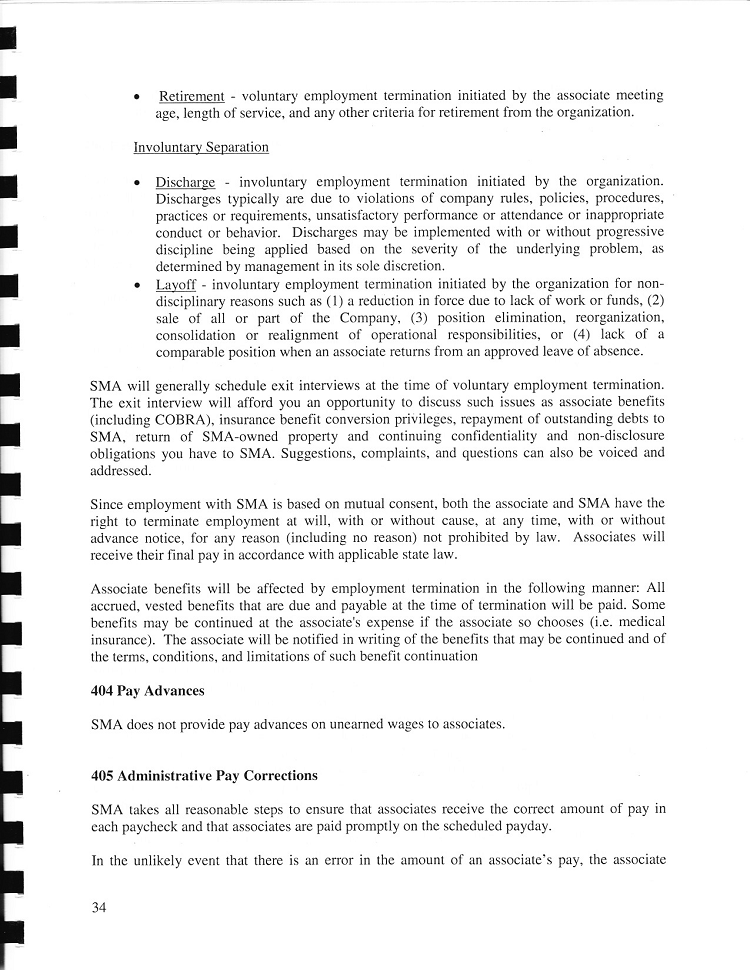 • Retirement - voluntary employment termination initiated by the associate meeting
age, length of service, and any other criteria for retirement from the organization.
Involuntary Separation
• Discharge - involuntary employment termination initiated by the organization.
Discharges typically are due to violations of company rules, policies, procedures,
practices or requirements, unsatisfactory performance or attendance or inappropriate
conduct or behavior. Discharges may be implemented with or without progressive
discipline being applied based on the severity of the underlying problem, as
determined by management in its sole discretion.
• Layoff - involuntary employment termination initiated by the organization for non-
disciplinary reasons such as (1) a reduction in force due to lack of work or funds, (2)
sale of all or part of the Company, (3) position elimination, reorganization,
consolidation or realignment of operational responsibilities, or (4) lack of a
comparable position when an associate returns from an approved leave of absence.
SMA will generally schedule exit interviews at the time of voluntary employment termination.
The exit interview will afford you an opportunity to discuss such issues as associate benefits
(including COBRA), insurance benefit conversion privileges, repayment of outstanding debts to
SMA, return of SMA-owned property and continuing confidentiality and non-disclosure
obligations you have to SMA. Suggestions, complaints, and questions can also be voiced and
addressed.
Since employment with SMA is based on mutual consent, both the associate and SMA have the
right to terminate employment at will, with or without cause, at any time, with or without
advance notice, for any reason (including no reason) not prohibited by law. Associates will
receive their final pay in accordance with applicable state law.
Associate benefits will be affected by employment termination in the following manner: All
accrued, vested benefits that are due and payable at the time of termination will be paid. Some
benefits may be continued at the associate's expense if the associate so chooses (i.e. medical
insurance). The associate will be notified in writing of the benefits that may be continued and of
the terms, conditions, and limitations of such benefit continuation
404 Pay Advances
SMA does not provide pay advances on unearned wages to associates.
405 Administrative Pay Corrections
SMA takes all reasonable steps to ensure that associates receive the correct amount of pay in
each paycheck and that associates are paid promptly on the scheduled payday.
In the unlikely event that there is an error in the amount of an associate's pay, the associate
34